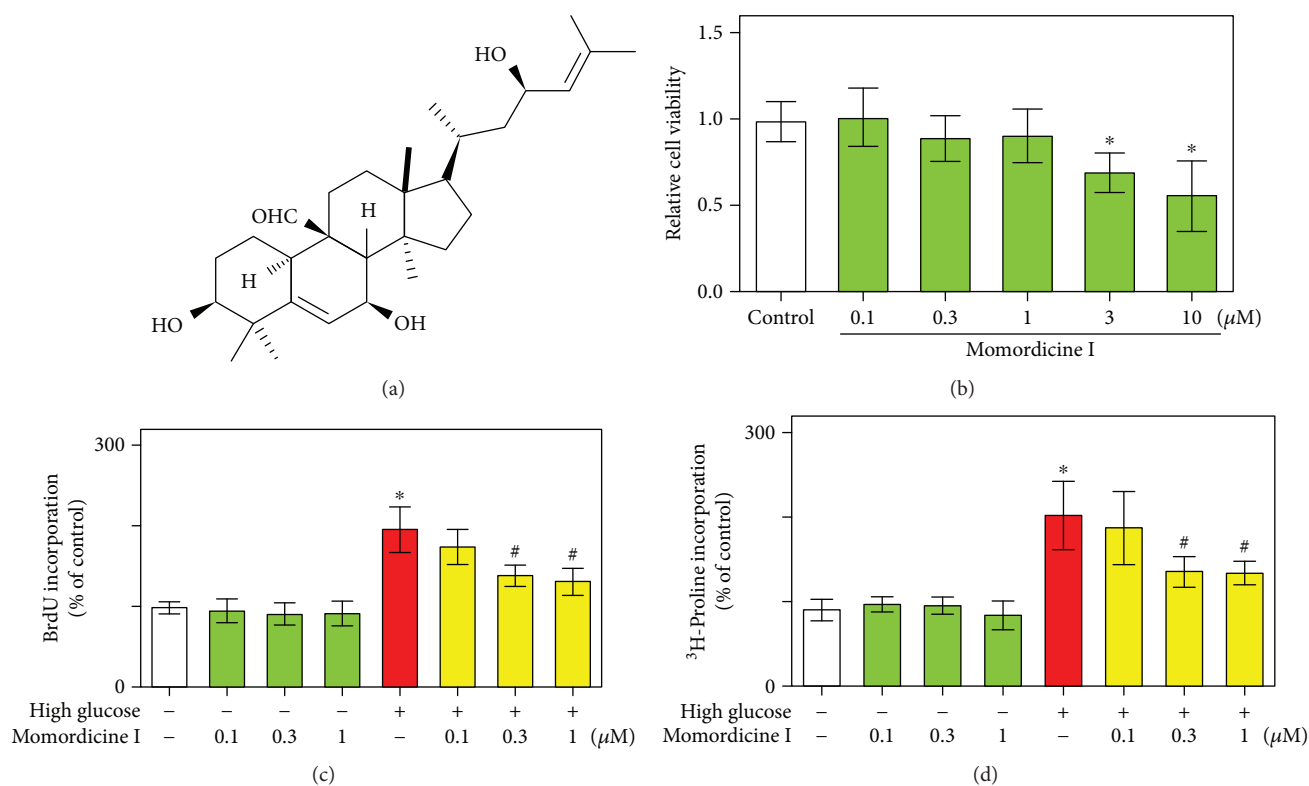 HO
OHC
H
H
HO
OH
(a)
Relative cell viability
1.5
1.0
0.5
0.0
Control 0.1 0.3 1 3 10 (μM)
Momordicine I
* *
(b)
BrdU incorporation
(% of control)
300
0
* # #
High glucose − − − − + + + +
Momordicine I − 0.1 0.3 1 − 0.1 0.3 1 (μM)
(c)
³H-Proline incorporation
(% of control)
300
0
* # #
High glucose − − − − + + + +
Momordicine I − 0.1 0.3 1 − 0.1 0.3 1 (μM)
(d)